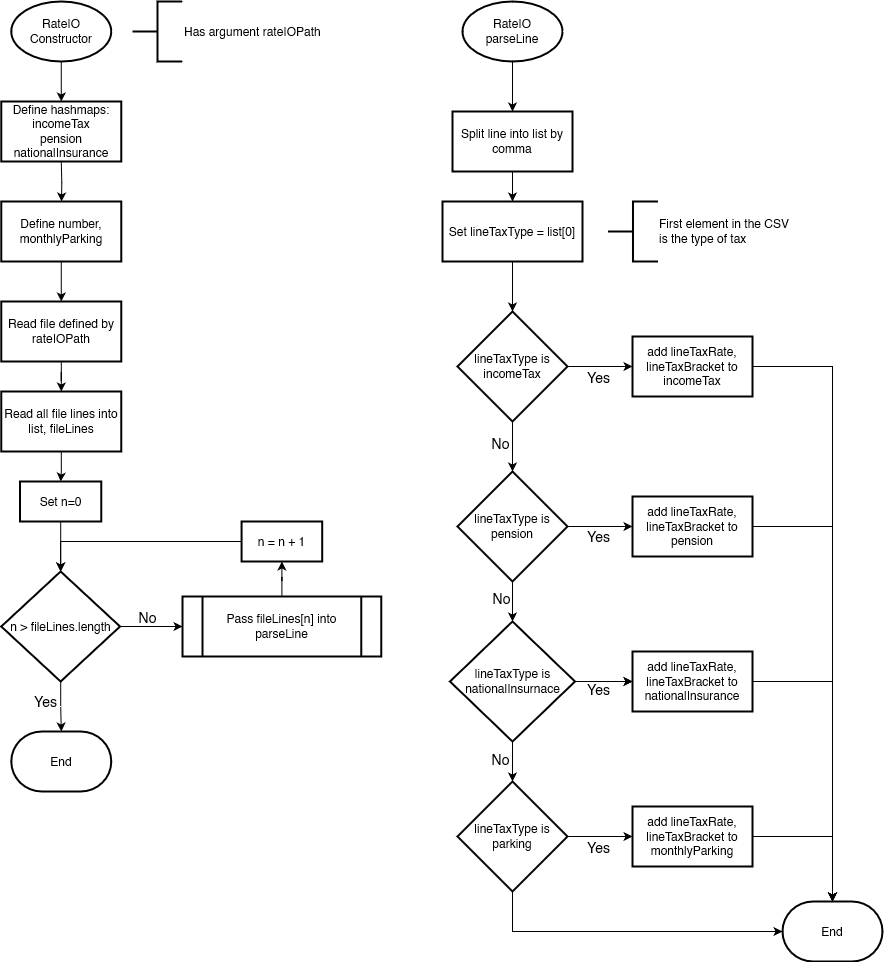 RateIO
Constructor
Has argument rateIOPath
Define hashmaps:
incomeTax
pension
nationalInsurance
Define number,
monthlyParking
Read file defined by
rateIOPath
Read all file lines into
list, fileLines
Set n=0
n = n + 1
n > fileLines.length
No
Pass fileLines[n] into
parseLine
Yes
End
RateIO
parseLine
Split line into list by
comma
Set lineTaxType = list[0]
First element in the CSV
is the type of tax
lineTaxType is
incomeTax
Yes
add lineTaxRate,
lineTaxBracket to
incomeTax
No
lineTaxType is
pension
Yes
add lineTaxRate,
lineTaxBracket to
pension
No
lineTaxType is
nationalInsurnace
Yes
add lineTaxRate,
lineTaxBracket to
nationalInsurance
No
lineTaxType is
parking
Yes
add lineTaxRate,
lineTaxBracket to
monthlyParking
End